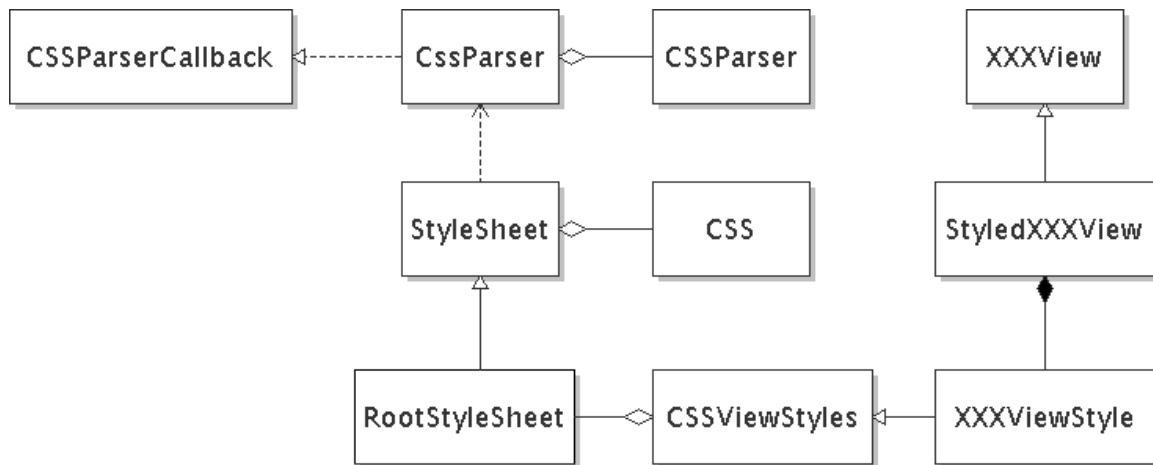 CSSParserCallback
CssParser
CSSParser
XXXView
StyleSheet
CSS
StyledXXXView
RootStyleSheet
CSSViewStyles
XXXViewStyle